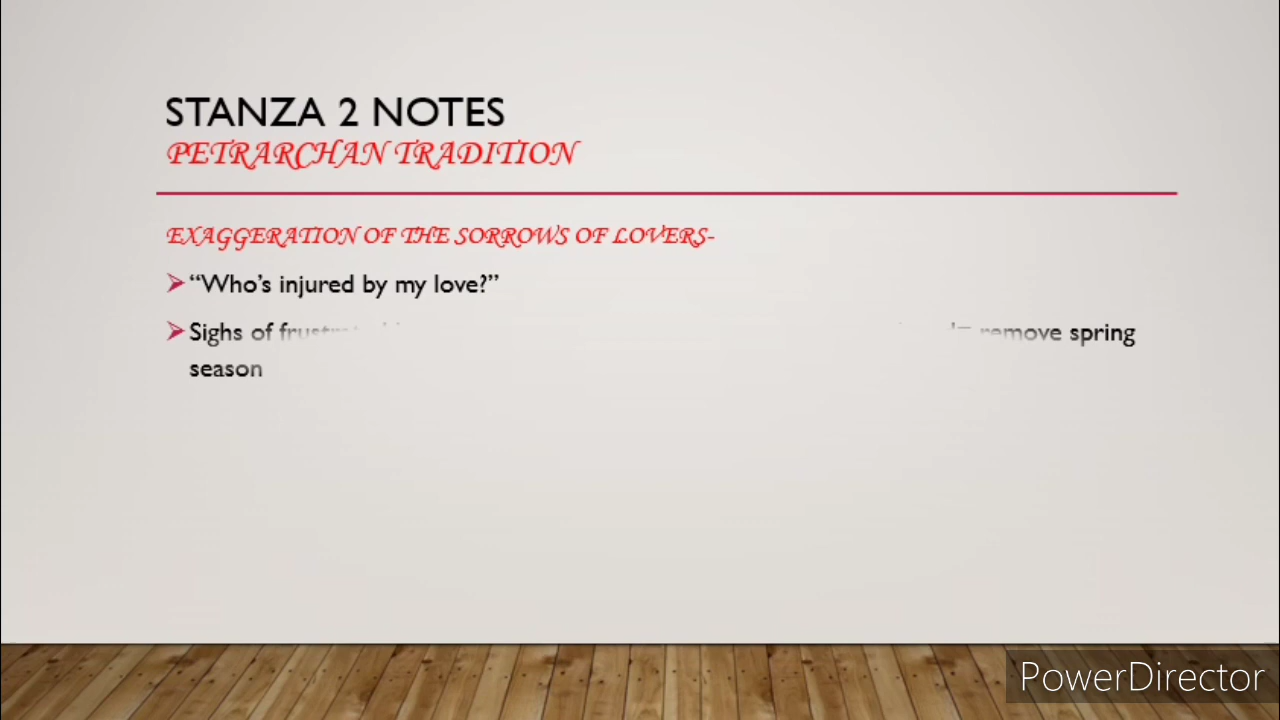 STANZA 2 NOTES
PETRARCHAN TRADITION
EXAGGERATION OF THE SORROWS OF LOVERS-
➢ “Who’s injured by my love?”
➢ Sighs of remove spring
season
PowerDirector